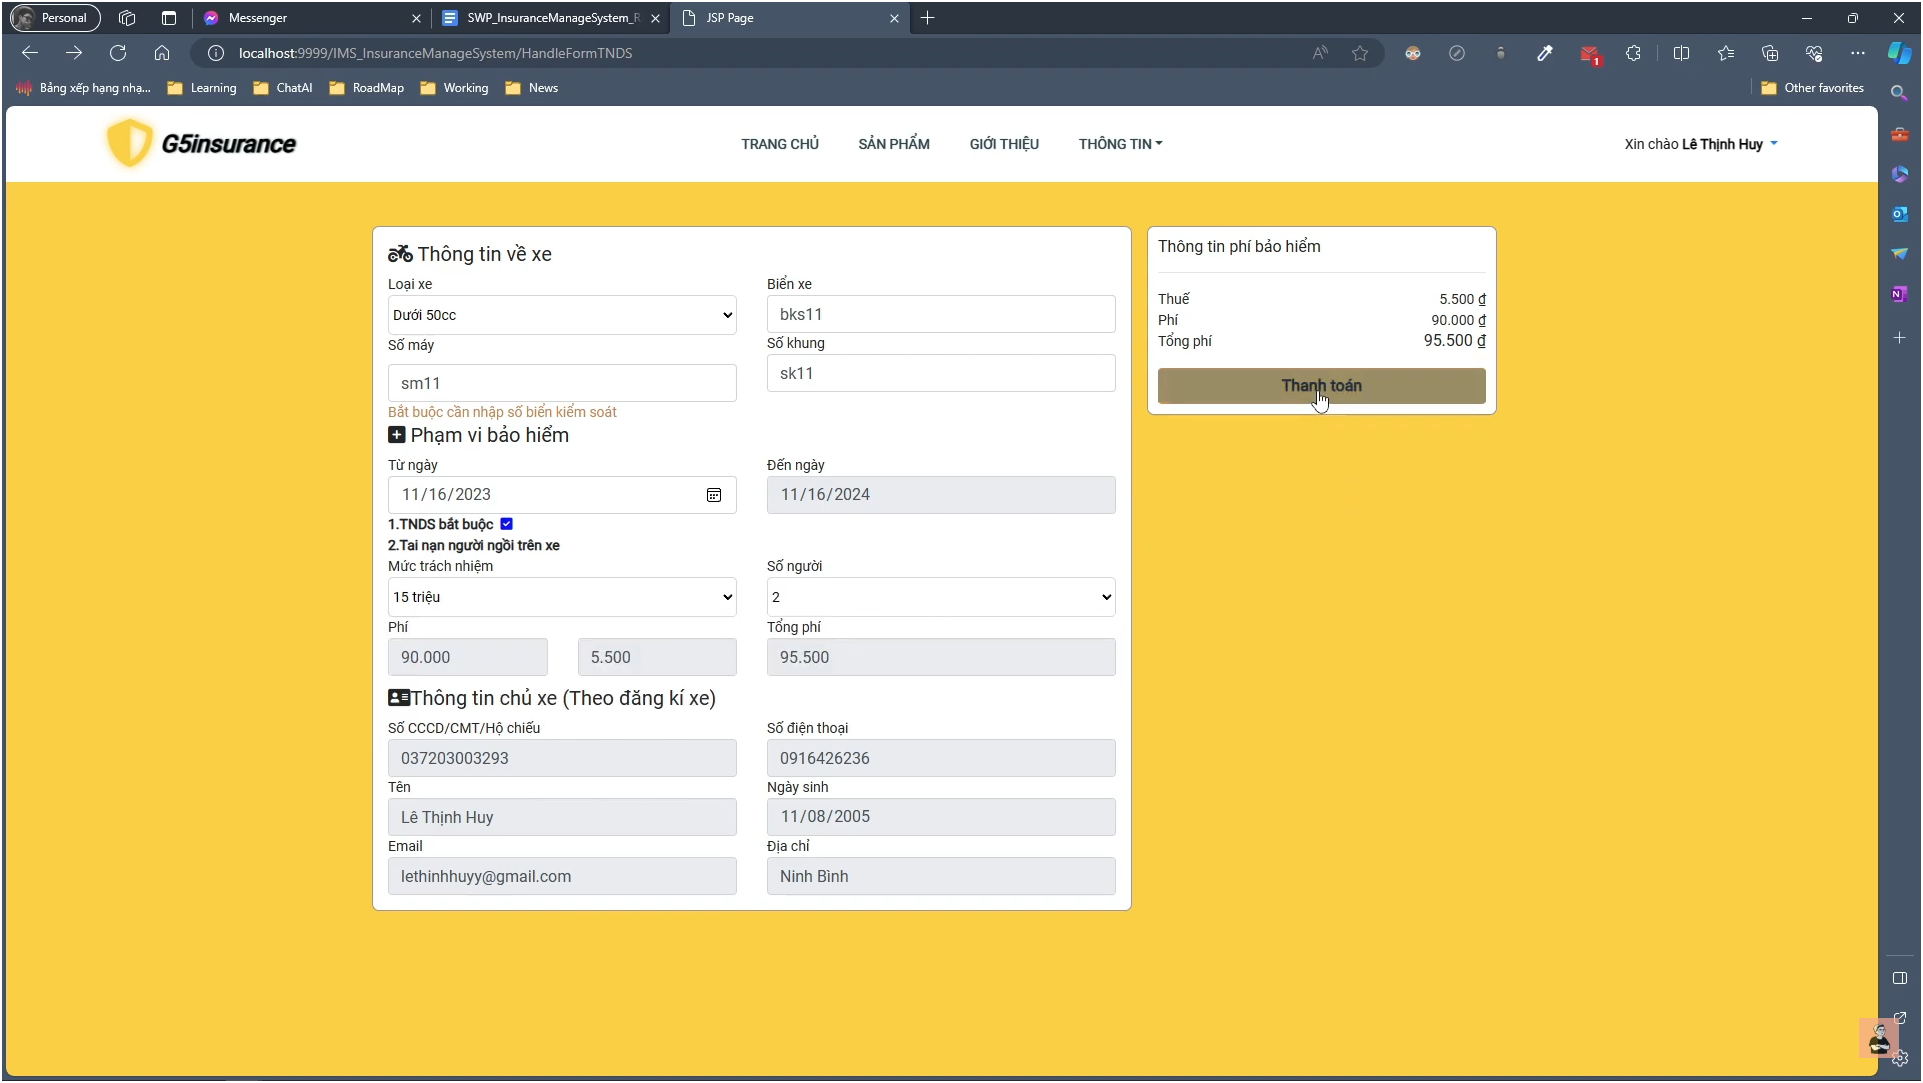 Personal
Messenger
SWP_InsuranceManageSystem_R
JSP Page
localhost:9999/IMS_InsuranceManageSystem/HandleFormTNDS
1
Bảng xếp hạng nhạ...
Learning
ChatAI
RoadMap
Working
News
Other favorites
G5insurance
TRANG CHỦ
SẢN PHẨM
GIỚI THIỆU
THÔNG TIN
Xin chào Lê Thịnh Huy
Thông tin về xe
Loại xe
Biển xe
Dưới 50cc
bks11
Số máy
Số khung
sm11
sk11
Bắt buộc cần nhập số biển kiểm soát
Phạm vi bảo hiểm
Từ ngày
Đến ngày
11/16/2023
11/16/2024
1.TNDS bắt buộc
2.Tai nạn người ngồi trên xe
Mức trách nhiệm
Số người
15 triệu
2
Phí
Tổng phí
90.000
5.500
95.500
Thông tin chủ xe (Theo đăng kí xe)
Số CCCD/CMT/Hộ chiếu
Số điện thoại
037203003293
0916426236
Tên
Ngày sinh
Lê Thịnh Huy
11/08/2005
Email
Địa chỉ
lethinhhuyy@gmail.com
Ninh Bình
Thông tin phí bảo hiểm
Thuế 5.500 ₫
Phí 90.000 ₫
Tổng phí 95.500 ₫
Thanh toán